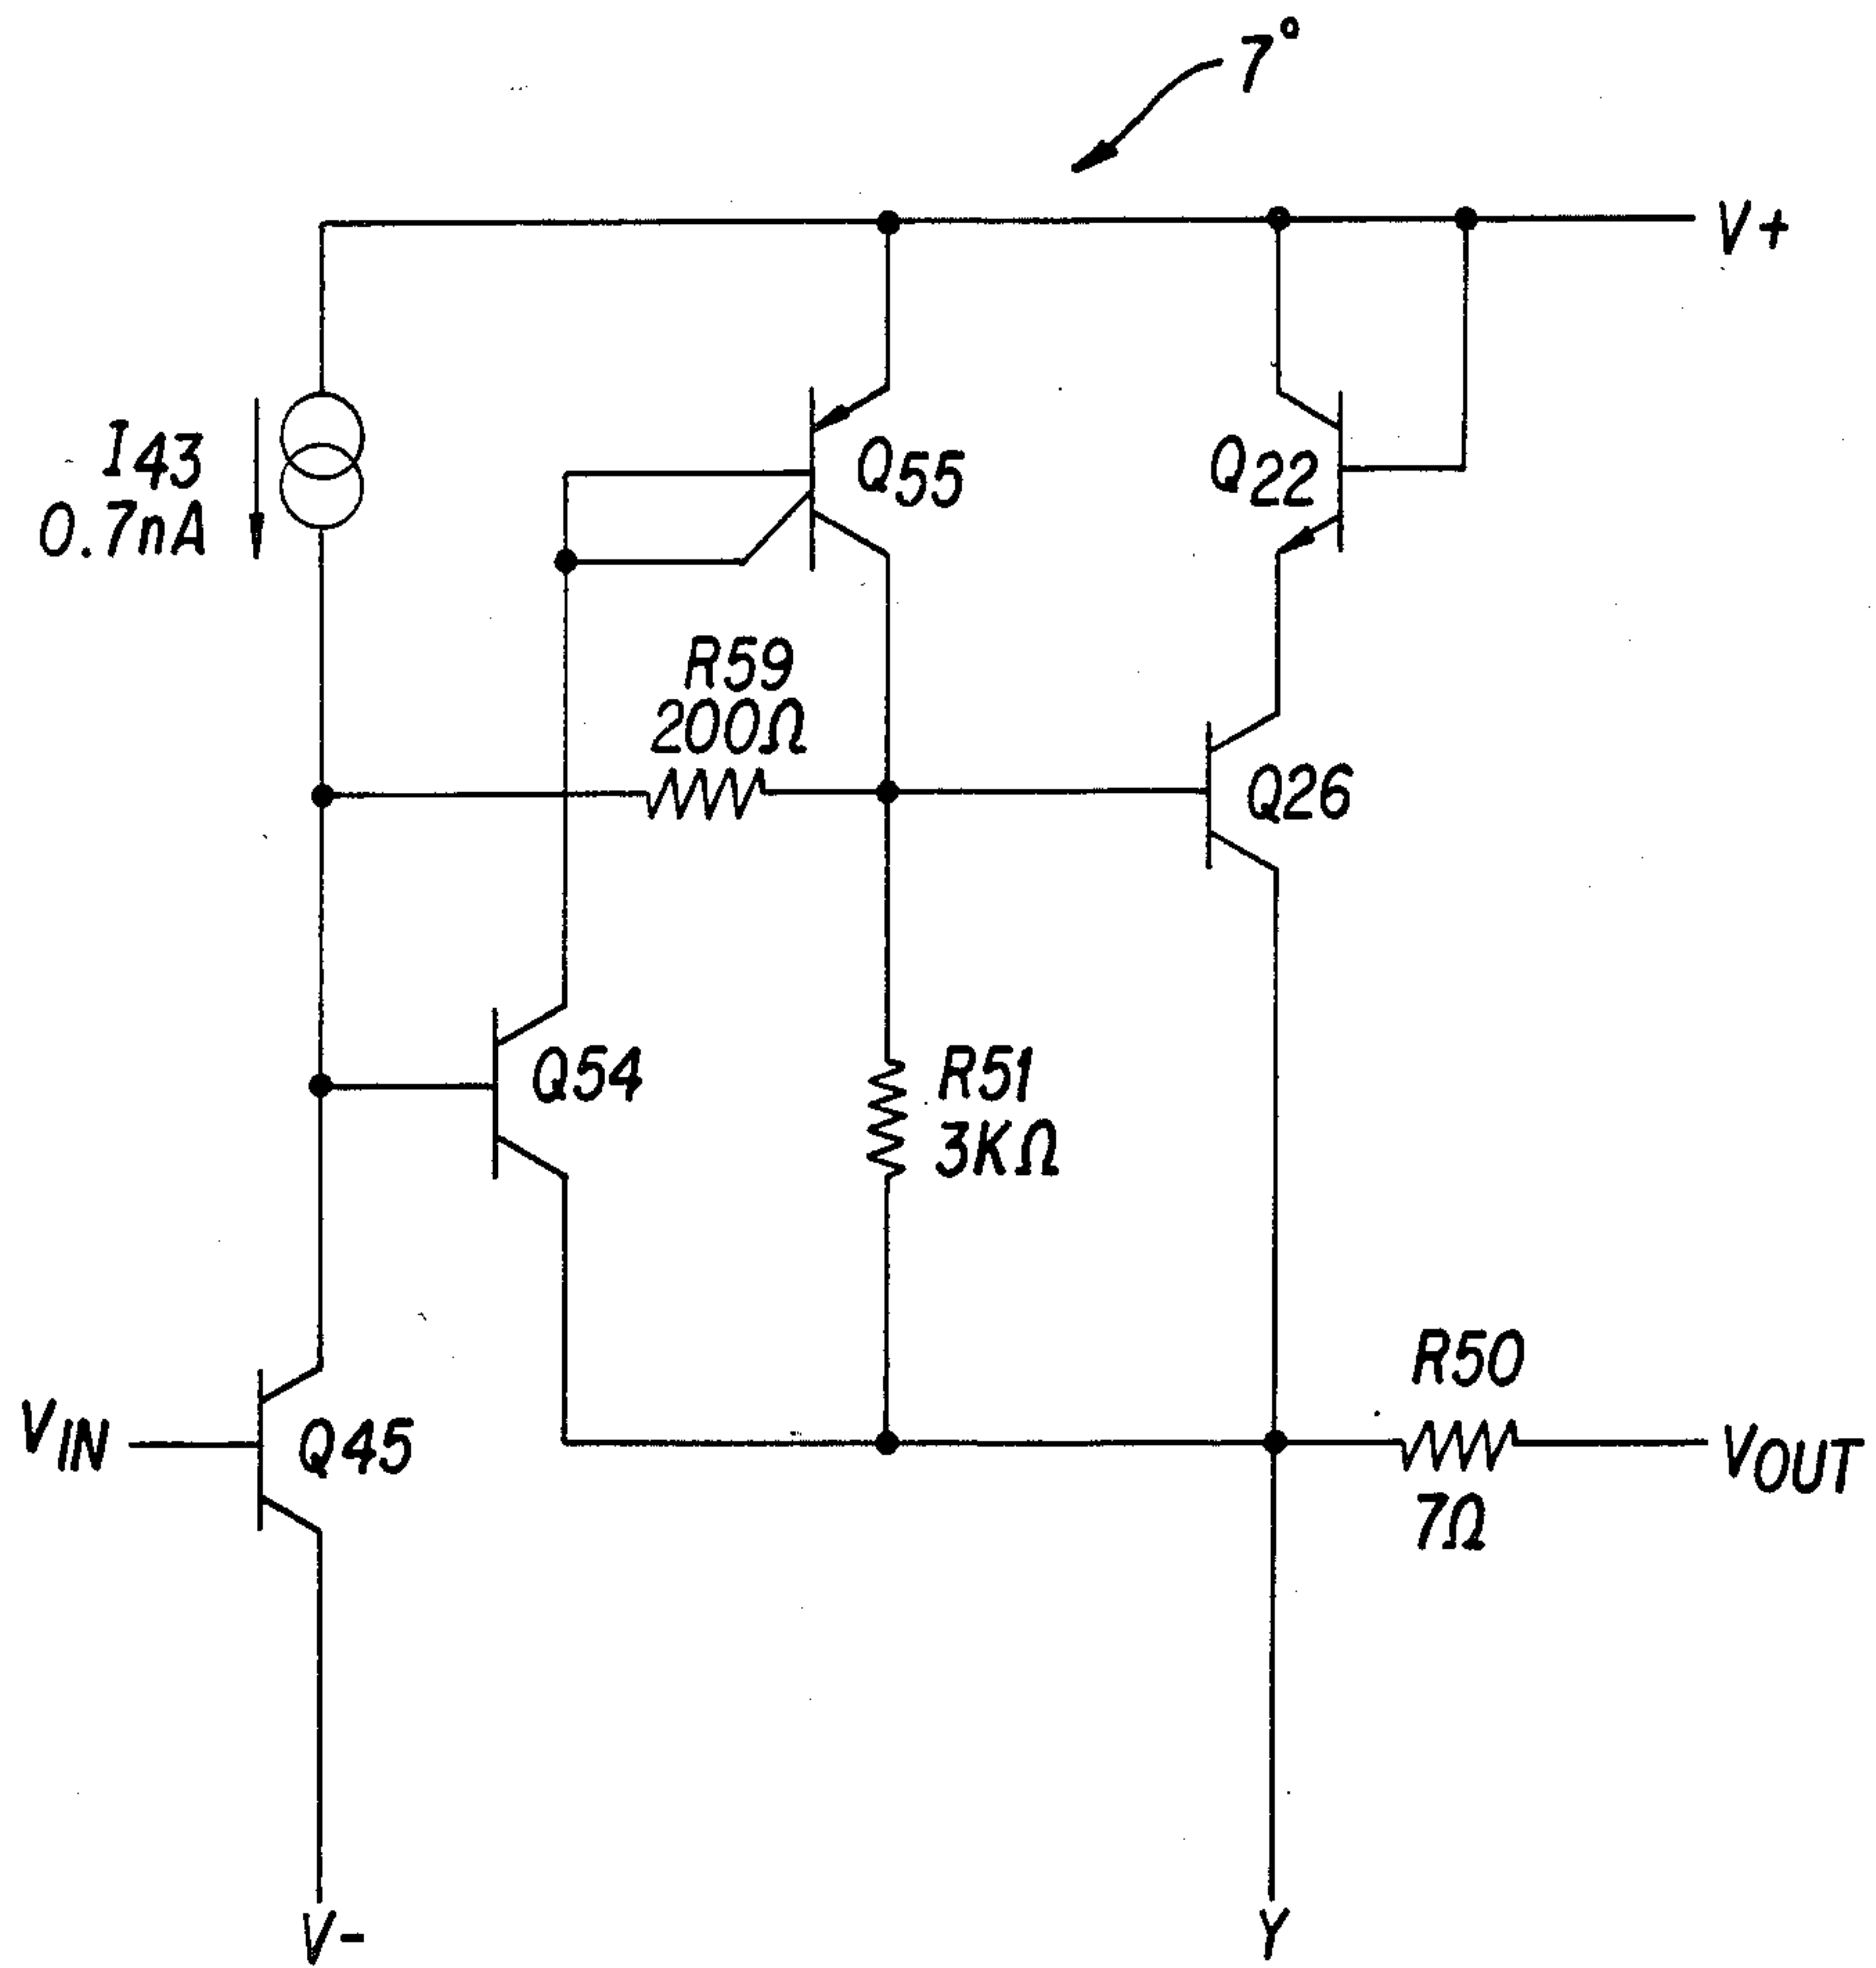 7°
V+
I43
0.7nA
Q55
Q22
R59
200Ω
Q26
Q54
R51
3KΩ
R50
VIN
Q45
VOUT
7Ω
V-
Y